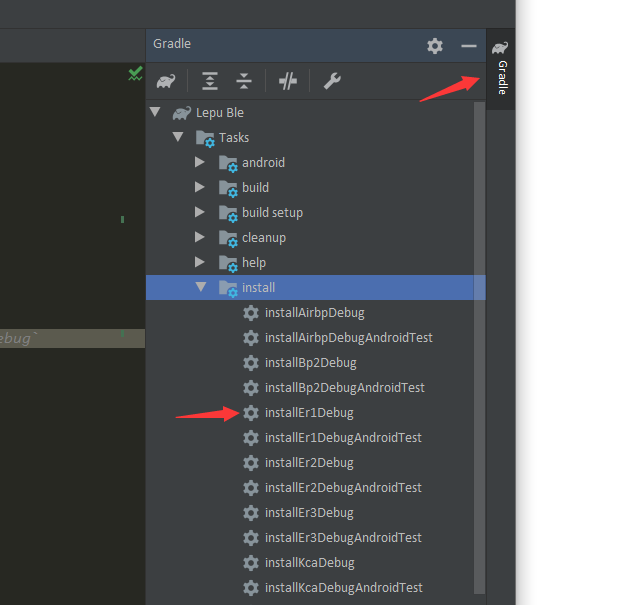 Gradle
Gradle
Lepu Ble
Tasks
android
build
build setup
cleanup
help
install
installAirbpDebug
installAirbpDebugAndroidTest
ebug`
installBp2Debug
installBp2DebugAndroidTest
installEr1Debug
installEr1DebugAndroidTest
installEr2Debug
installEr2DebugAndroidTest
installEr3Debug
installEr3DebugAndroidTest
installKcaDebug
installKcaDebugAndroidTest